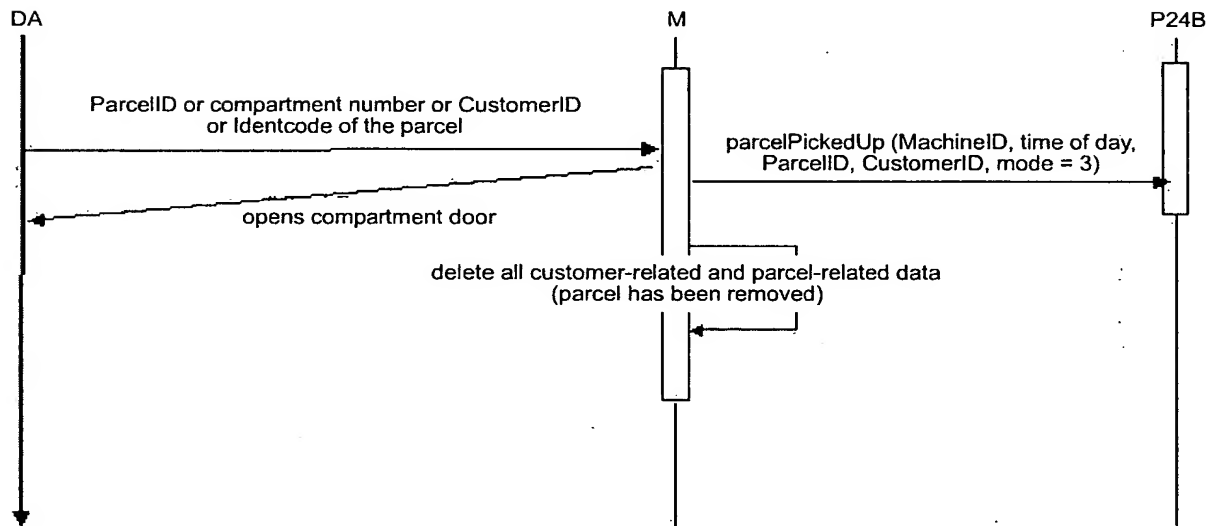 DA
M
P24B
ParcelID or compartment number or CustomerID
or Identcode of the parcel
parcelPickedUp (MachineID, time of day,
ParcelID, CustomerID, mode = 3)
opens compartment door
delete all customer-related and parcel-related data
(parcel has been removed)